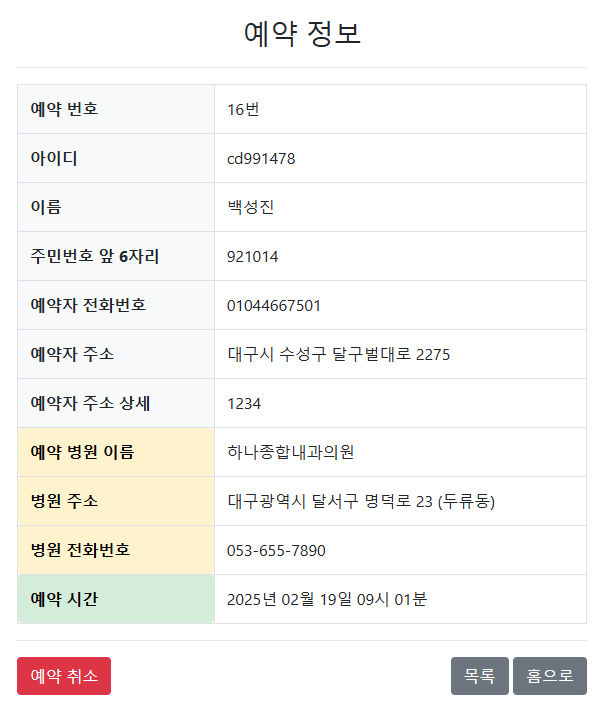 예약 정보
예약 번호 16번
아이디 cd991478
이름 백성진
주민번호 앞 6자리 921014
예약자 전화번호 01044667501
예약자 주소 대구시 수성구 달구벌대로 2275
예약자 주소 상세 1234
예약 병원 이름 하나종합내과의원
병원 주소 대구광역시 달서구 명덕로 23 (두류동)
병원 전화번호 053-655-7890
예약 시간 2025년 02월 19일 09시 01분
예약 취소 목록 홈으로